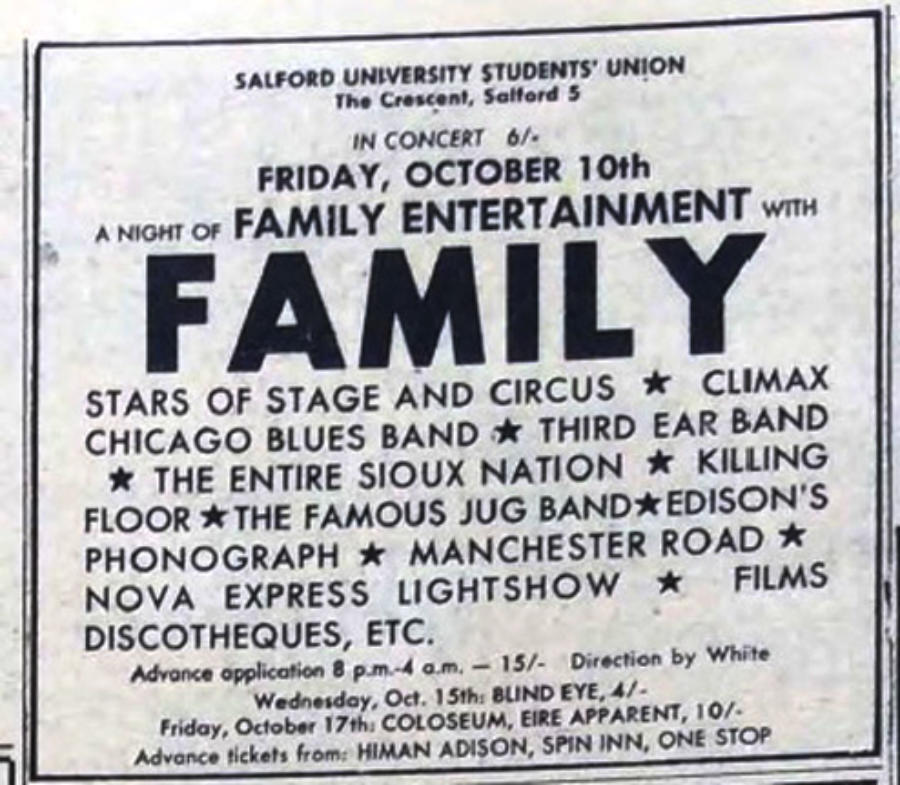 SALFORD UNIVERSITY STUDENTS' UNION
The Crescent, Salford 5
IN CONCERT 6/-
FRIDAY, OCTOBER 10th
A NIGHT OF FAMILY ENTERTAINMENT WITH
FAMILY
STARS OF STAGE AND CIRCUS ★ CLIMAX
CHICAGO BLUES BAND ★ THIRD EAR BAND
★ THE ENTIRE SIOUX NATION ★ KILLING
FLOOR ★ THE FAMOUS JUG BAND ★ EDISON'S
PHONOGRAPH ★ MANCHESTER ROAD ★
NOVA EXPRESS LIGHTSHOW ★ FILMS
DISCOTHEQUES, ETC.
Advance application 8 p.m.-4 a.m. — 15/- Direction by White
Wednesday, Oct. 15th: BLIND EYE, 4/-
Friday, October 17th: COLOSEUM, EIRE APPARENT, 10/-
Advance tickets from: HIMAN ADISON, SPIN INN, ONE STOP